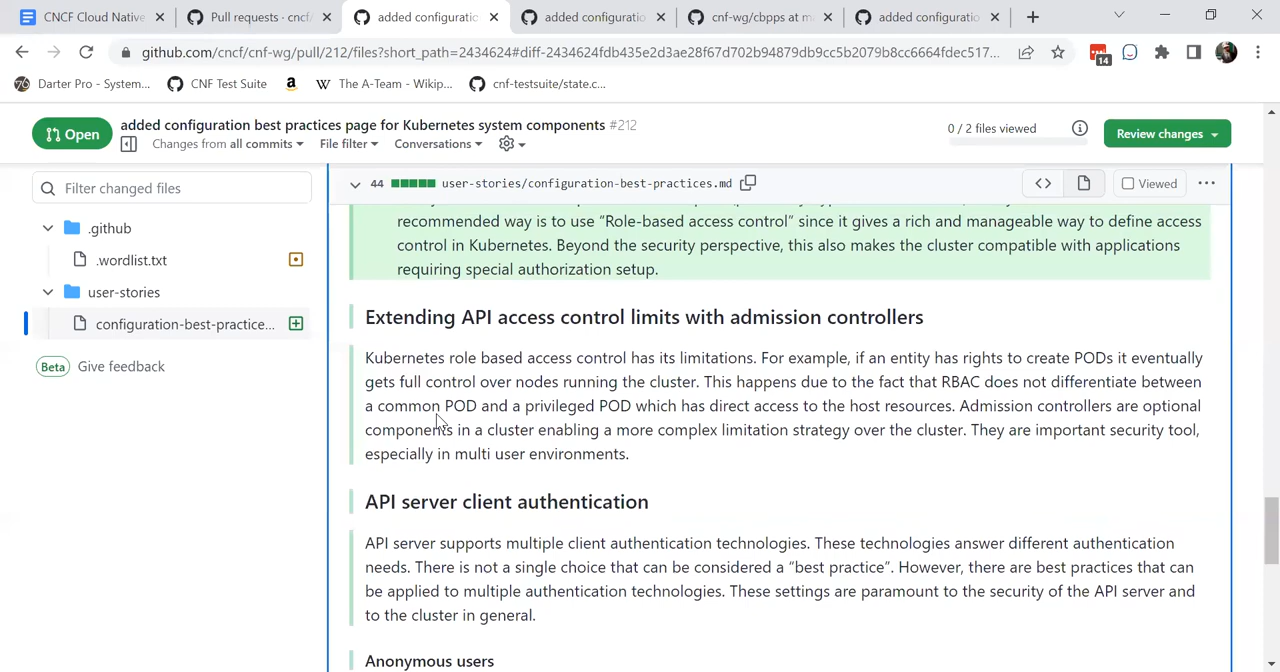 CNCF Cloud Native
Pull requests · cncf/
added configuratio
added configuratio
cnf-wg/cbpps at m
added configuratio
github.com/cncf/cnf-wg/pull/212/files?short_path=2434624#diff-2434624fdb435e2d3ae28f67d702b94879db9cc5b2079b8cc6664fdec517...
14
76
Darter Pro - System...
CNF Test Suite
a
W
The A-Team - Wikip...
cnf-testsuite/state.c...
Open
added configuration best practices page for Kubernetes system components #212
Changes from all commits
File filter
Conversations
0 / 2 files viewed
Review changes
Filter changed files
.github
.wordlist.txt
user-stories
configuration-best-practice...
Beta
Give feedback
44
user-stories/configuration-best-practices.md
Viewed
recommended way is to use “Role-based access control” since it gives a rich and manageable way to define access
control in Kubernetes. Beyond the security perspective, this also makes the cluster compatible with applications
requiring special authorization setup.
Extending API access control limits with admission controllers
Kubernetes role based access control has its limitations. For example, if an entity has rights to create PODs it eventually
gets full control over nodes running the cluster. This happens due to the fact that RBAC does not differentiate between
a common POD and a privileged POD which has direct access to the host resources. Admission controllers are optional
components in a cluster enabling a more complex limitation strategy over the cluster. They are important security tool,
especially in multi user environments.
API server client authentication
API server supports multiple client authentication technologies. These technologies answer different authentication
needs. There is not a single choice that can be considered a “best practice”. However, there are best practices that can
be applied to multiple authentication technologies. These settings are paramount to the security of the API server and
to the cluster in general.
Anonymous users